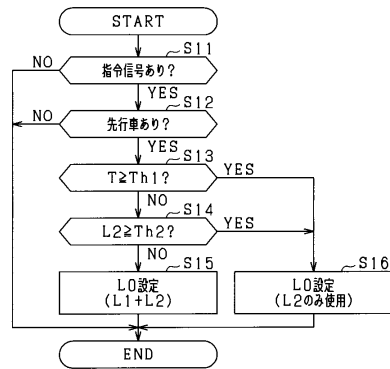 START
S11
NO
指令信号あり?
YES
S12
NO
先行車あり?
YES
S13
T≧Th1?
YES
NO
S14
L2≧Th2?
YES
NO
S15
L0設定
(L1+L2)
S16
L0設定
(L2のみ使用)
END